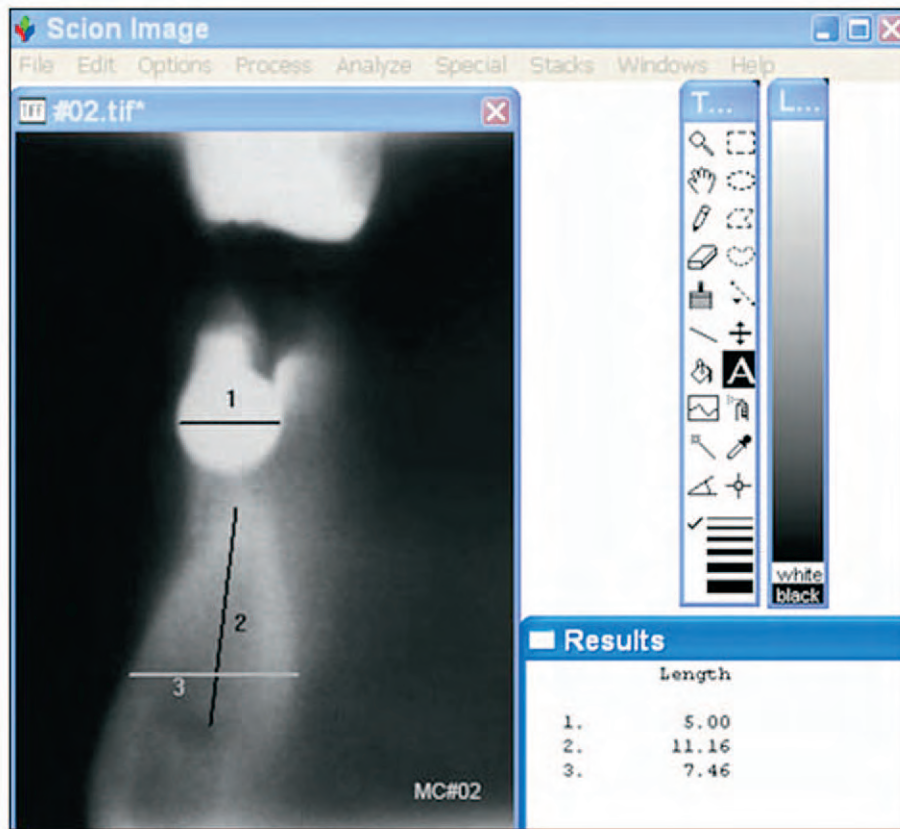 Scion Image
File Edit Options Process Analyze Special Stacks Windows Help
#02.tif*
T...
L...
1
2
3
MC#02
A
white
black
Results
Length
1. 5.00
2. 11.16
3. 7.46